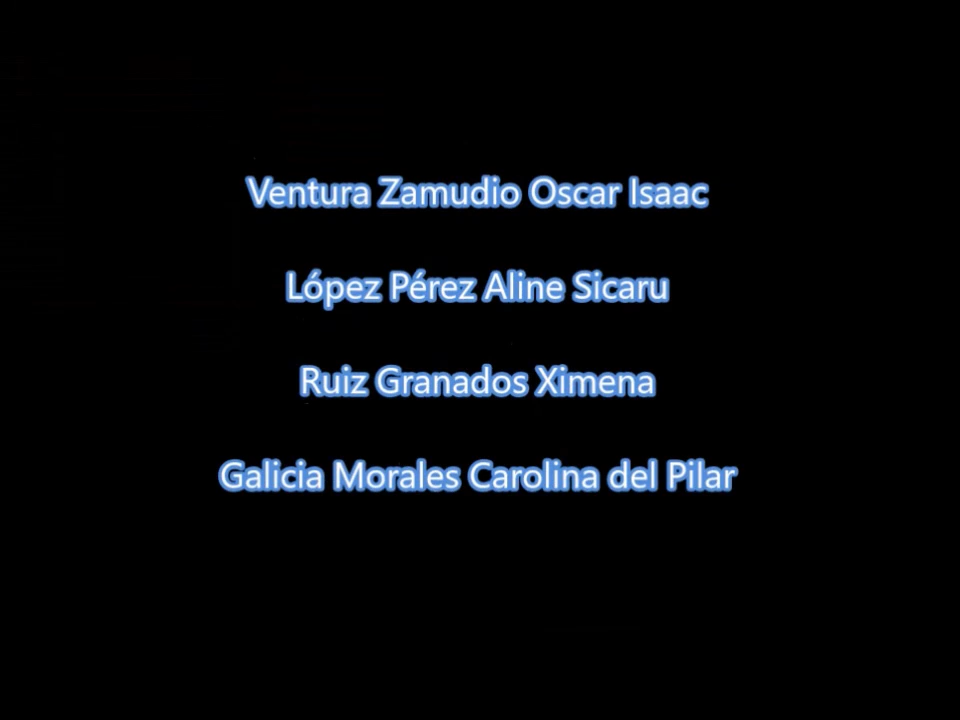 Ventura Zamudio Oscar Isaac
López Pérez Aline Sicaru
Ruiz Granados Ximena
Galicia Morales Carolina del Pilar